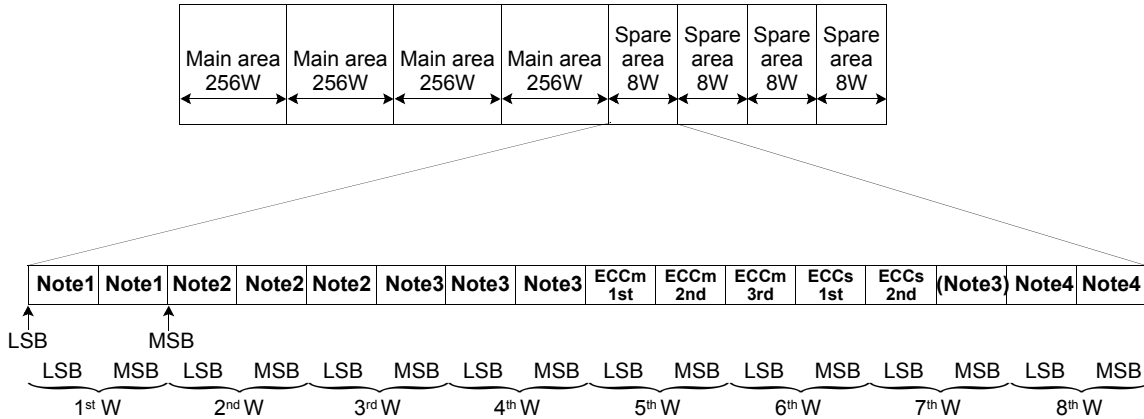 Main area 256W
Main area 256W
Main area 256W
Main area 256W
Spare area 8W
Spare area 8W
Spare area 8W
Spare area 8W
Note1 Note1 Note2 Note2 Note2 Note3 Note3 Note3 ECCm 1st ECCm 2nd ECCm 3rd ECCs 1st ECCs 2nd (Note3) Note4 Note4
LSB MSB
LSB MSB LSB MSB LSB MSB LSB MSB LSB MSB LSB MSB LSB MSB LSB MSB
1st W 2nd W 3rd W 4th W 5th W 6th W 7th W 8th W